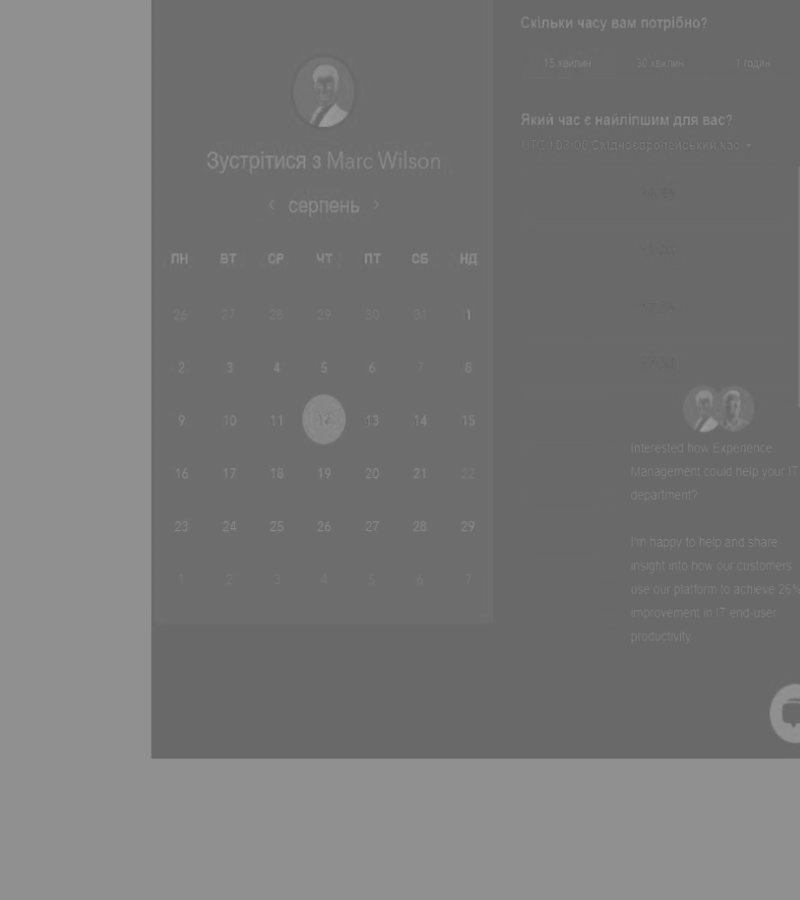 Зустрітися з Marc Wilson
‹ серпень ›
ПН ВТ СР ЧТ ПТ СБ НД
26 27 28 29 30 31 1
2 3 4 5 6 7 8
9 10 11 12 13 14 15
16 17 18 19 20 21 22
23 24 25 26 27 28 29
1 2 3 4 5 6 7
Скільки часу вам потрібно?
15 хвилин 30 хвилин 1 годин
Який час є найліпшим для вас?
UTC +03:00 Східноєвропейський час
Interested how Experience
Management could help your IT
department?
I'm happy to help and share
insight into how our customers
use our platform to achieve 26%
improvement in IT end-user
productivity.